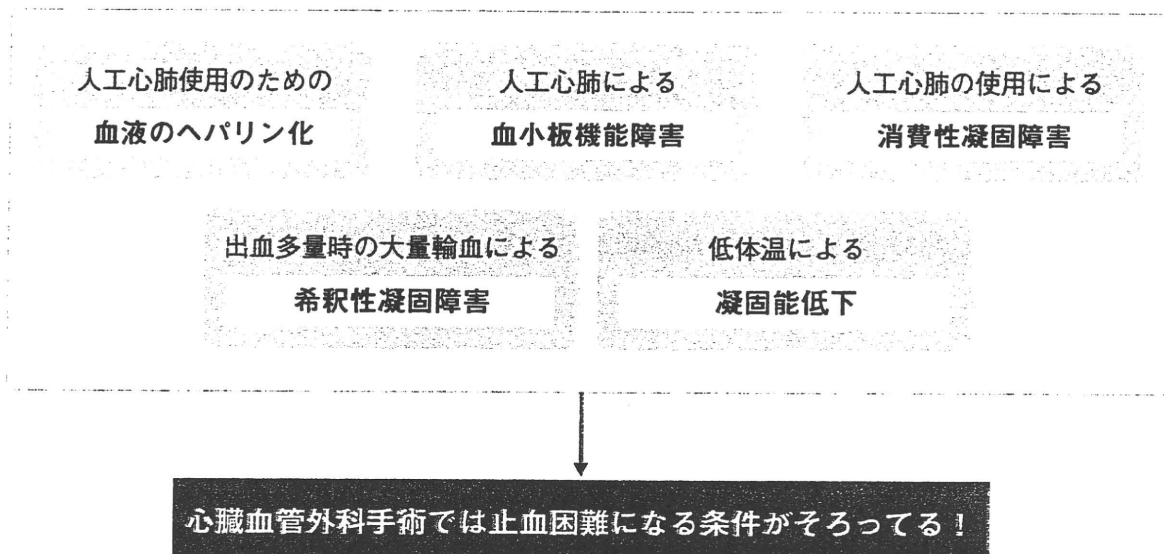 人工心肺使用のための
血液のヘパリン化
人工心肺による
血小板機能障害
人工心肺の使用による
消費性凝固障害
出血多量時の大量輸血による
希釈性凝固障害
低体温による
凝固能低下
心臓血管外科手術では止血困難になる条件がそろってる！